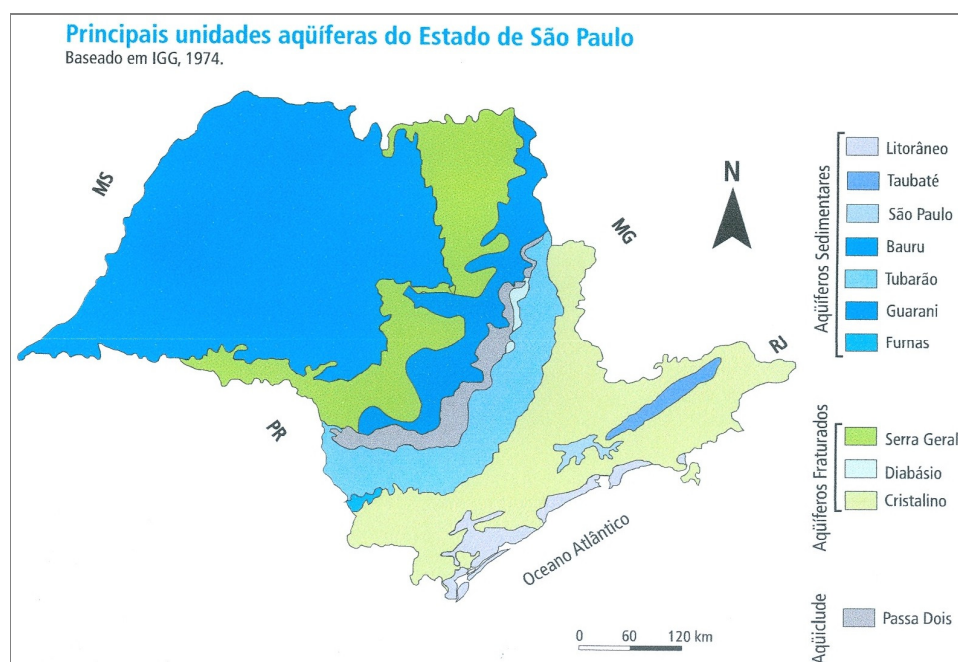 Principais unidades aqüíferas do Estado de São Paulo
Baseado em IGG, 1974.
MS
MG
RJ
PR
N
Oceano Atlântico
0 60 120 km
Aqüíferos Sedimentares
Litorâneo
Taubaté
São Paulo
Bauru
Tubarão
Guarani
Furnas
Aqüíferos Fraturados
Serra Geral
Diabásio
Cristalino
Aqüiclude
Passa Dois